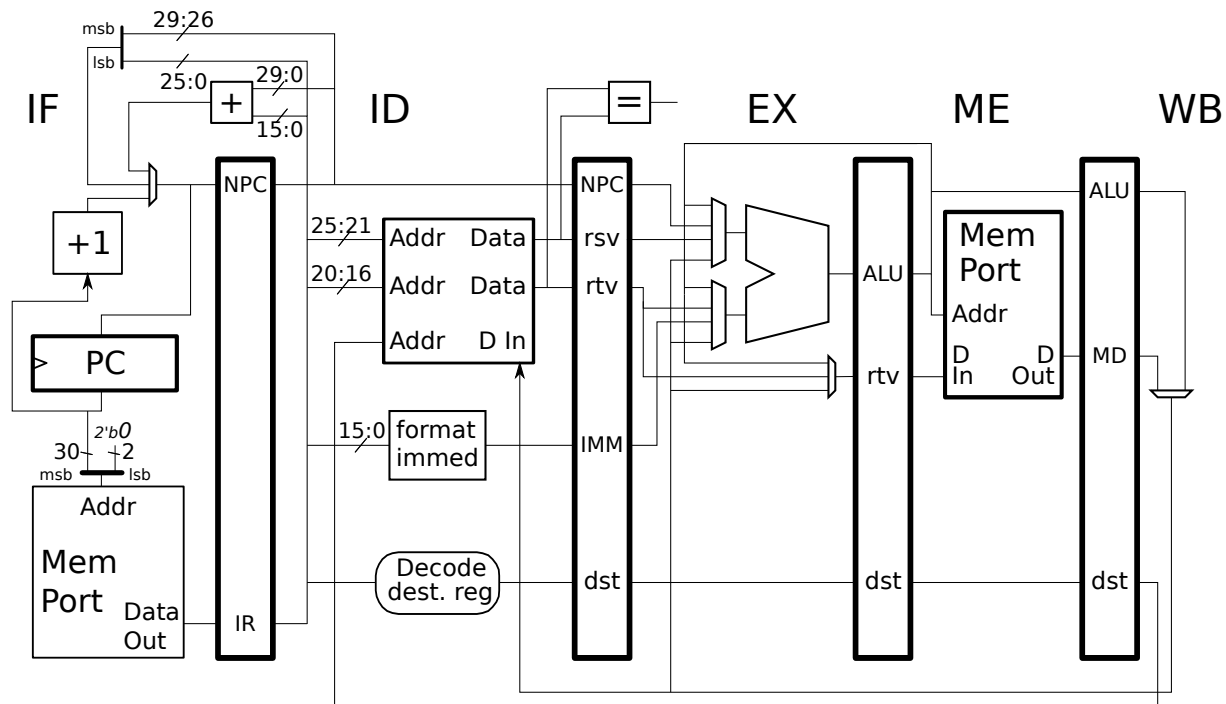 29:26
msb
lsb
25:0
29:0
15:0
+
=
IF
ID
EX
ME
WB
NPC
NPC
ALU
+1
25:21
Addr
Data
rsv
Mem
Port
20:16
Addr
Data
rtv
ALU
Addr
Addr
D In
PC
D
In
D
Out
MD
rtv
2'b0
30
2
msb
lsb
15:0
format
immed
IMM
Addr
Mem
Port
Data
Out
IR
Decode
dest. reg
dst
dst
dst